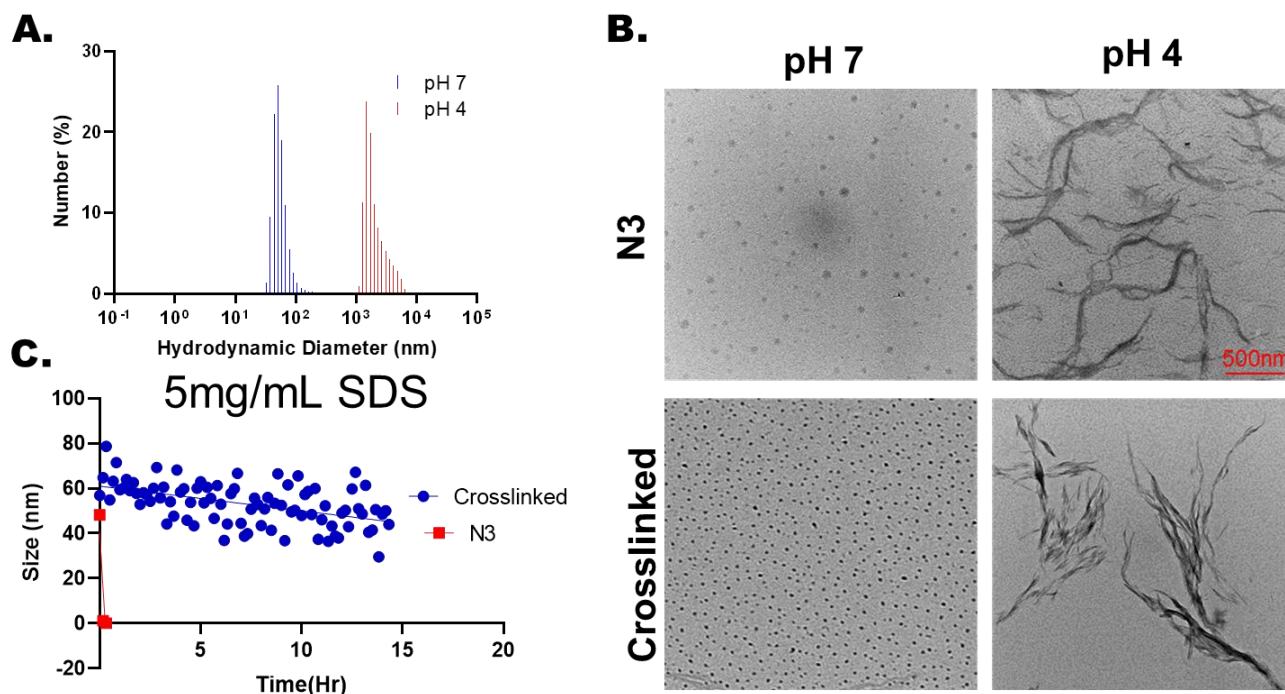 A.
30
20
10
0
Number (%)
pH 7
pH 4
10-1
100
101
102
103
104
105
Hydrodynamic Diameter (nm)
B.
pH 7
pH 4
N3
500nm
Crosslinked
C.
5mg/mL SDS
100
80
60
40
20
0
-20
Size (nm)
Crosslinked
N3
5
10
15
20
Time(Hr)